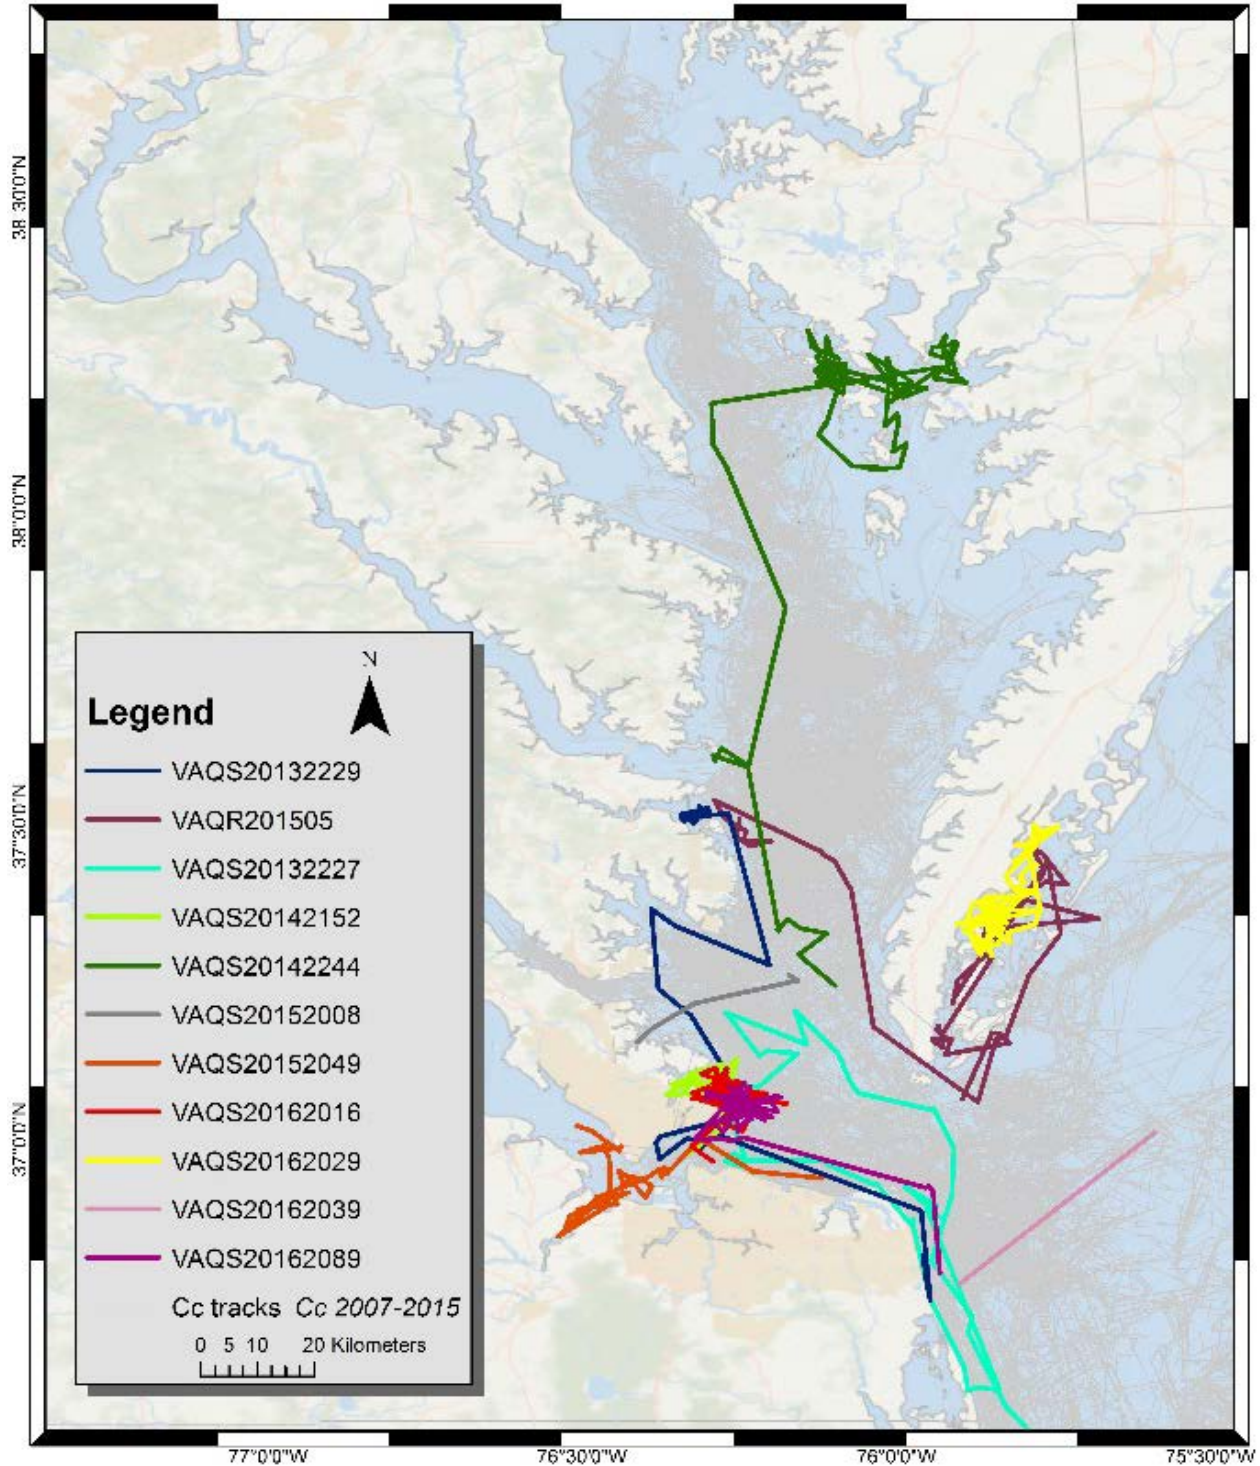 38°30'0"N
38°0'0"N
37°30'0"N
37°0'0"N
N
Legend
VAQS20132229
VAQR201505
VAQS20132227
VAQS20142152
VAQS20142244
VAQS20152008
VAQS20152049
VAQS20162016
VAQS20162029
VAQS20162039
VAQS20162089
Cc tracks Cc 2007-2015
0 5 10 20 Kilometers
77°0'0"W 76°30'0"W 76°0'0"W 75°30'0"W